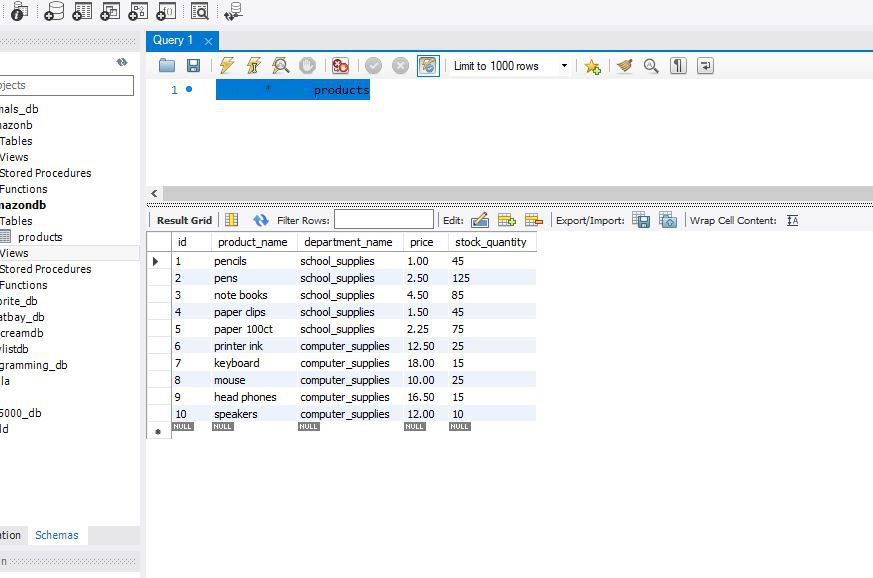 Query 1
Limit to 1000 rows
1 * products
bjects
mals_db
nazonb
Tables
Views
Stored Procedures
Functions
mazondb
Tables
products
Views
Stored Procedures
Functions
orite_db
atbay_db
creamdb
ylistdb
gramming_db
la
5000_db
ld
ation Schemas
n
Result Grid Filter Rows: Edit: Export/Import: Wrap Cell Content:
id product_name department_name price stock_quantity
1 pencils school_supplies 1.00 45
2 pens school_supplies 2.50 125
3 note books school_supplies 4.50 85
4 paper clips school_supplies 1.50 45
5 paper 100ct school_supplies 2.25 75
6 printer ink computer_supplies 12.50 25
7 keyboard computer_supplies 18.00 15
8 mouse computer_supplies 10.00 25
9 head phones computer_supplies 16.50 15
10 speakers computer_supplies 12.00 10
NULL NULL NULL NULL NULL